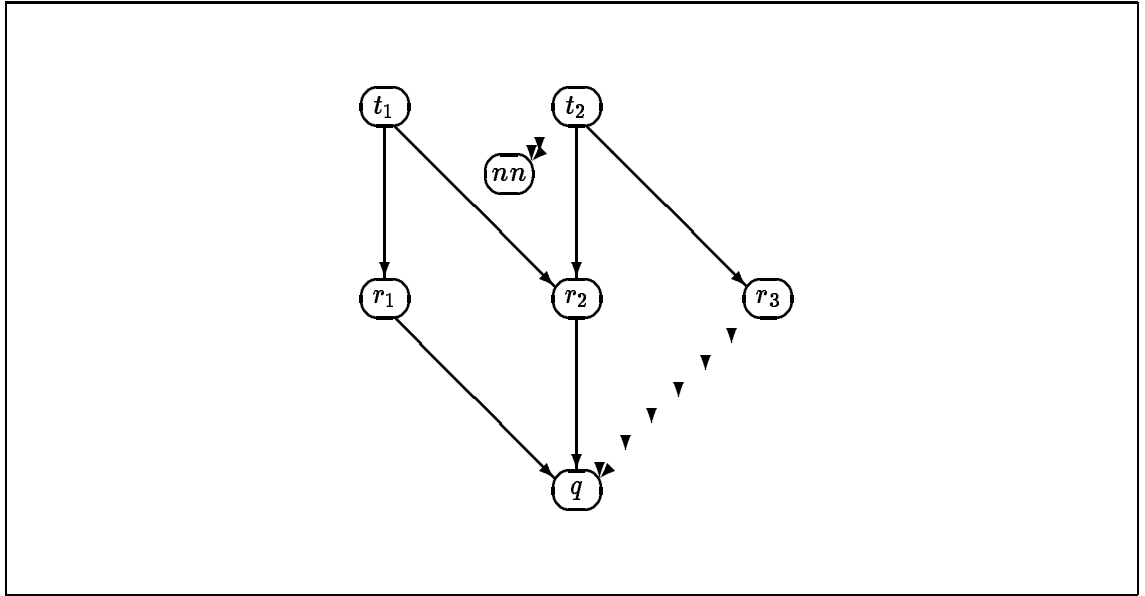 t₁ t₂
nn
r₁ r₂ r₃
q